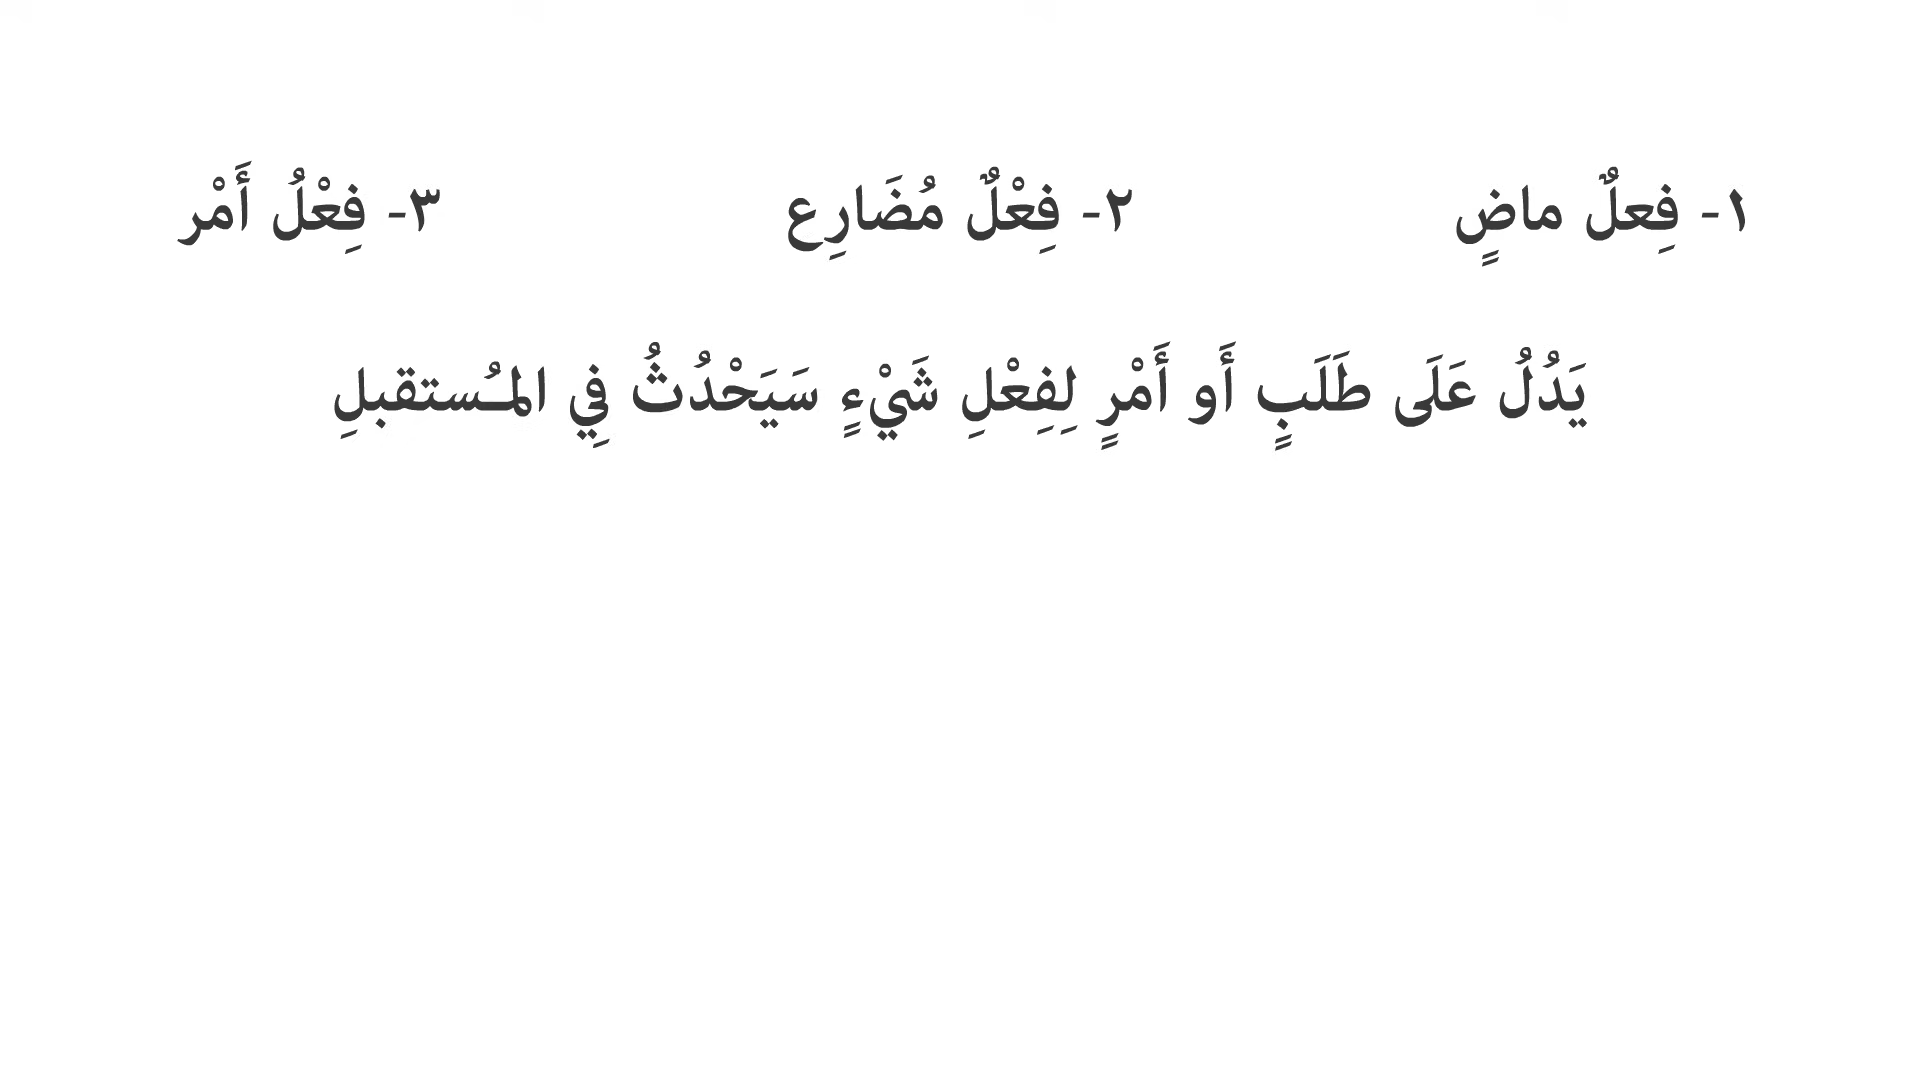 ١- فِعلٌ ماضٍ ٢- فِعْلٌ مُضَارِع ٣- فِعْلُ أَمْر
يَدُلُ عَلَى طَلَبٍ أَو أَمْرٍ لِفِعْلِ شَيْءٍ سَيَحْدُثُ فِي المـُستقبلِ